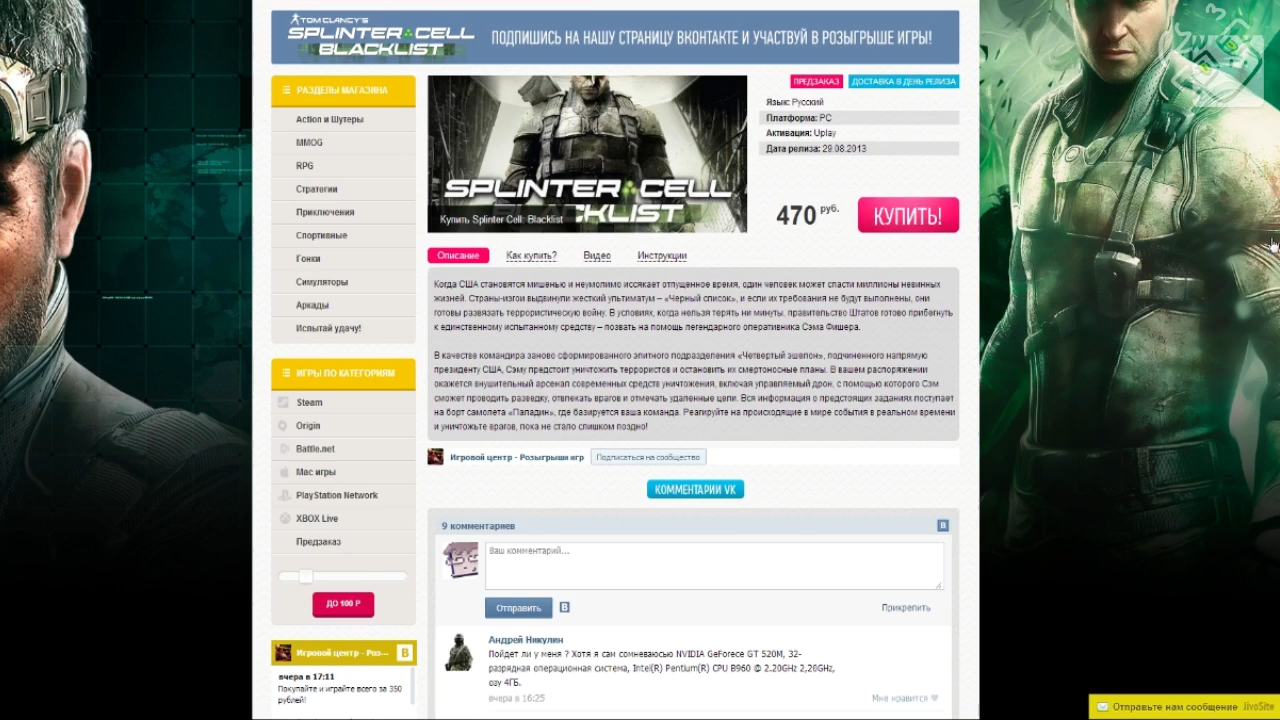 TOM CLANCY'S
SPLINTER CELL
BLACKLIST
ПОДПИШИСЬ НА НАШУ СТРАНИЦУ ВКОНТАКТЕ И УЧАСТВУЙ В РОЗЫГРЫШЕ ИГРЫ!
РАЗДЕЛЫ МАГАЗИНА
Action и Шутеры
MMOG
RPG
Стратегии
Приключения
Спортивные
Гонки
Симуляторы
Аркады
Испытай удачу!
ИГРЫ ПО КАТЕГОРИЯМ
Steam
Origin
Battle.net
Mac игры
PlayStation Network
XBOX Live
Предзаказ
ДО 100 Р
Игровой центр - Роз...
В
вчера в 17:11
Покупайте и играйте всего за 350
рублей!
SPLINTER CELL
Купить Splinter Cell: Blacklist
ПРЕДЗАКАЗ
ДОСТАВКА В ДЕНЬ РЕЛИЗА
Язык: Русский
Платформа: PC
Активация: Uplay
Дата релиза: 29.08.2013
470 руб.
КУПИТЬ!
Описание Как купить? Видео Инструкции
Когда США становятся мишенью и неумолимо иссякает отпущенное время, один человек может спасти миллионы невинных
жизней. Страны-изгои выдвинули жесткий ультиматум – «Черный список», и если их требования не будут выполнены, они
готовы развязать террористическую войну. В условиях, когда нельзя терять ни минуты, правительство Штатов готово прибегнуть
к единственному испытанному средству – позвать на помощь легендарного оперативника Сэма Фишера.
В качестве командира заново сформированного элитного подразделения «Четвертый эшелон», подчиненного напрямую
президенту США, Сэму предстоит уничтожить террористов и остановить их смертоносные планы. В вашем распоряжении
окажется внушительный арсенал современных средств уничтожения, включая управляемый дрон, с помощью которого Сэм
сможет проводить разведку, отвлекать врагов и отмечать удаленные цели. Вся информация о предстоящих заданиях поступает
на борт самолета «Паладин», где базируется ваша команда. Реагируйте на происходящие в мире события в реальном времени
и уничтожьте врагов, пока не стало слишком поздно!
Игровой центр - Розыгрыши игр
Подписаться на сообщество
КОММЕНТАРИИ VK
9 комментариев
В
Ваш комментарий...
Отправить
В
Прикрепить
Андрей Никулин
Пойдет ли у меня ? Хотя я сам сомневаюсью NVIDIA GeForece GT 520M, 32-
разрядная операционная система, Intel(R) Pentium(R) CPU B960 @ 2.20GHz 2,20GHz,
озу 4ГБ.
вчера в 16:25
Мне нравится
Отправьте нам сообщение JivoSite